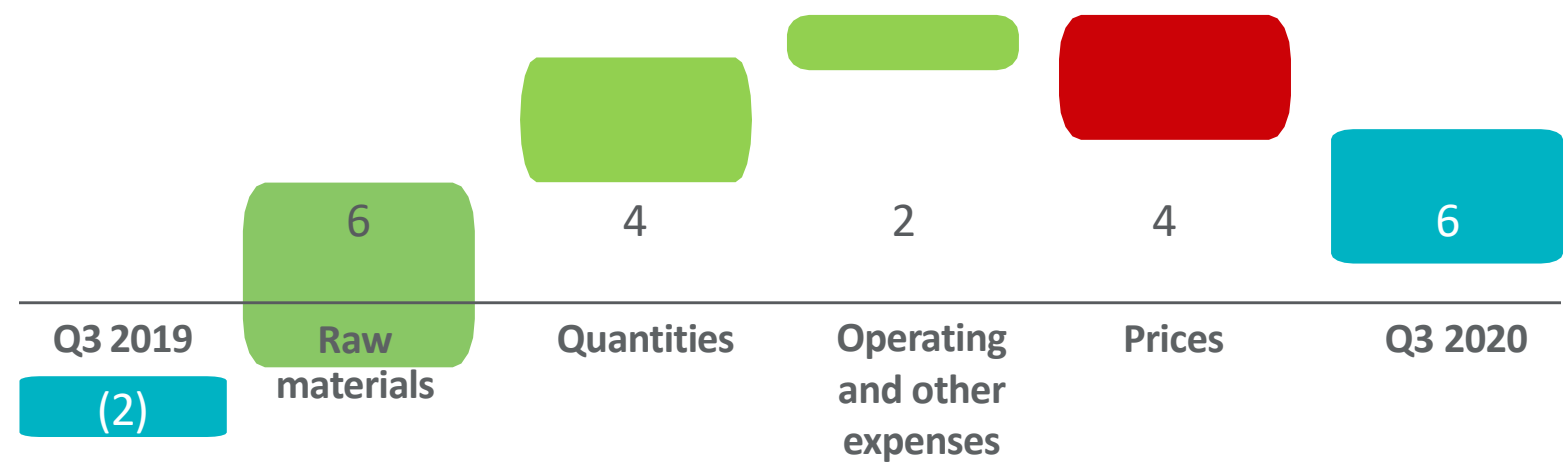 6 4 2 4 6
Q3 2019 Raw Quantities Operating Prices Q3 2020
materials and other
(2) expenses